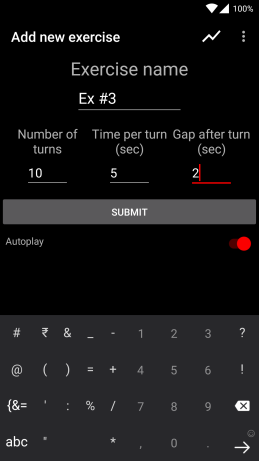 100%
Add new exercise
Exercise name
Ex #3
Number of turns
Time per turn (sec)
Gap after turn (sec)
10 5 2
SUBMIT
Autoplay
# ₹ & _ - 1 2 3 ?
@ ( ) = + 4 5 6 !
{&= ' : % / 7 8 9
abc " * , 0 .